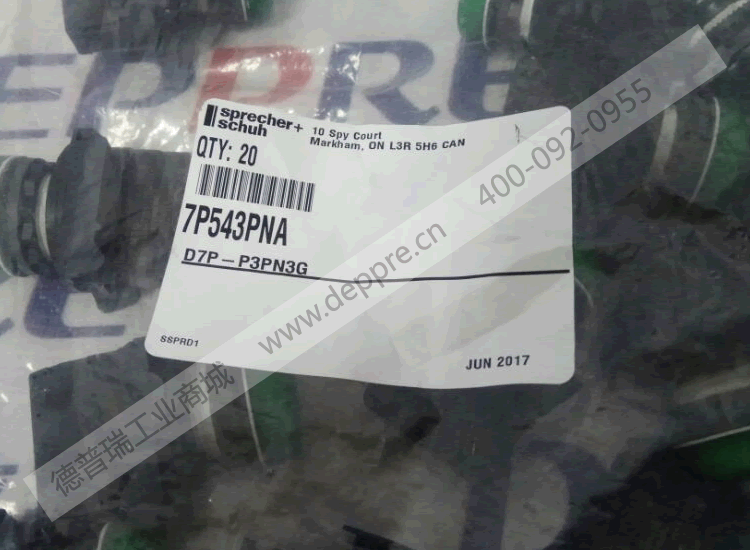 DEPPRE
sprecher+
schuh
10 Spy Court
Markham, ON L3R 5H6 CAN
QTY: 20
7P543PNA
D7P-P3PN3G
SSPRD1
JUN 2017
德普瑞工业商城 www.deppre.cn 400-092-0955